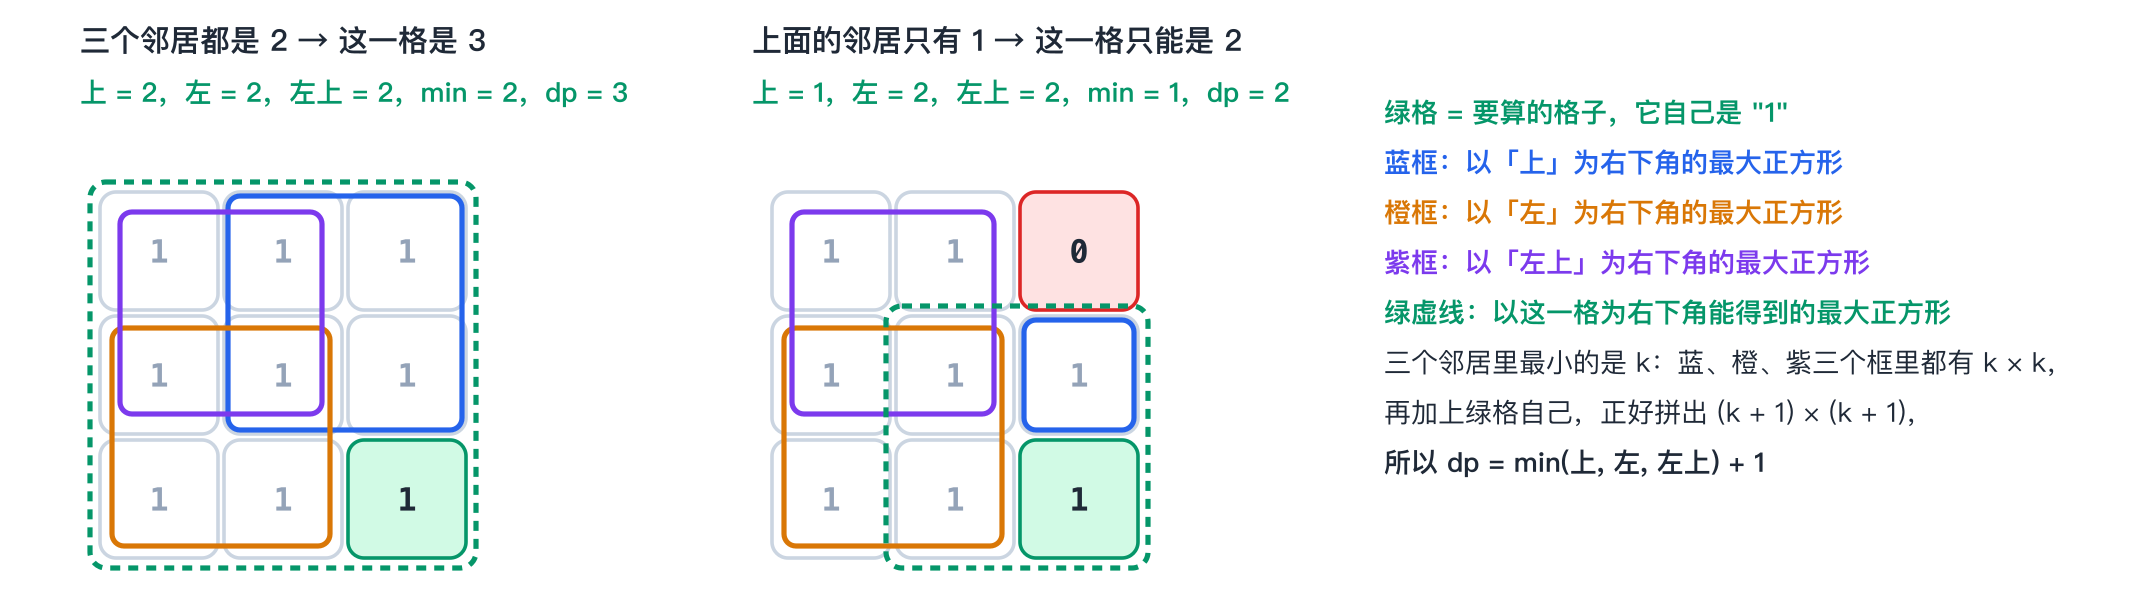 三个邻居都是 2 → 这一格是 3
上 = 2，左 = 2，左上 = 2，min = 2，dp = 3
1 1 1
1 1 1
1 1 1
上面的邻居只有 1 → 这一格只能是 2
上 = 1，左 = 2，左上 = 2，min = 1，dp = 2
1 1 0
1 1 1
1 1 1
绿格 = 要算的格子，它自己是 "1"
蓝框：以「上」为右下角的最大正方形
橙框：以「左」为右下角的最大正方形
紫框：以「左上」为右下角的最大正方形
绿虚线：以这一格为右下角能得到的最大正方形
三个邻居里最小的是 k：蓝、橙、紫三个框里都有 k × k，
再加上绿格自己，正好拼出 (k + 1) × (k + 1)，
所以 dp = min(上, 左, 左上) + 1